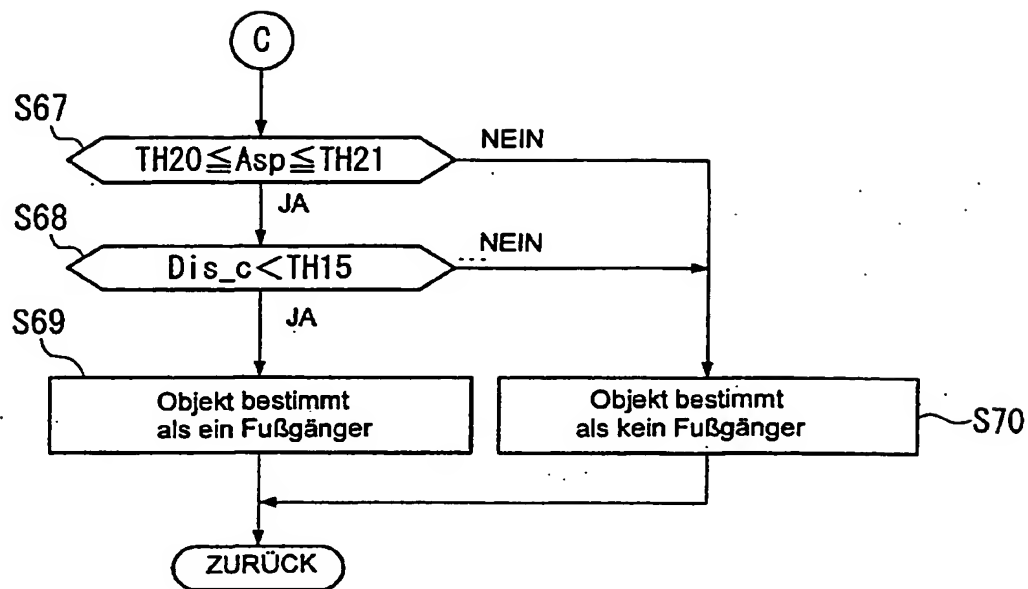 C
S67
TH20≦Asp≦TH21
NEIN
JA
S68
Dis_c<TH15
NEIN
JA
S69
Objekt bestimmt
als ein Fußgänger
Objekt bestimmt
als kein Fußgänger
S70
ZURÜCK